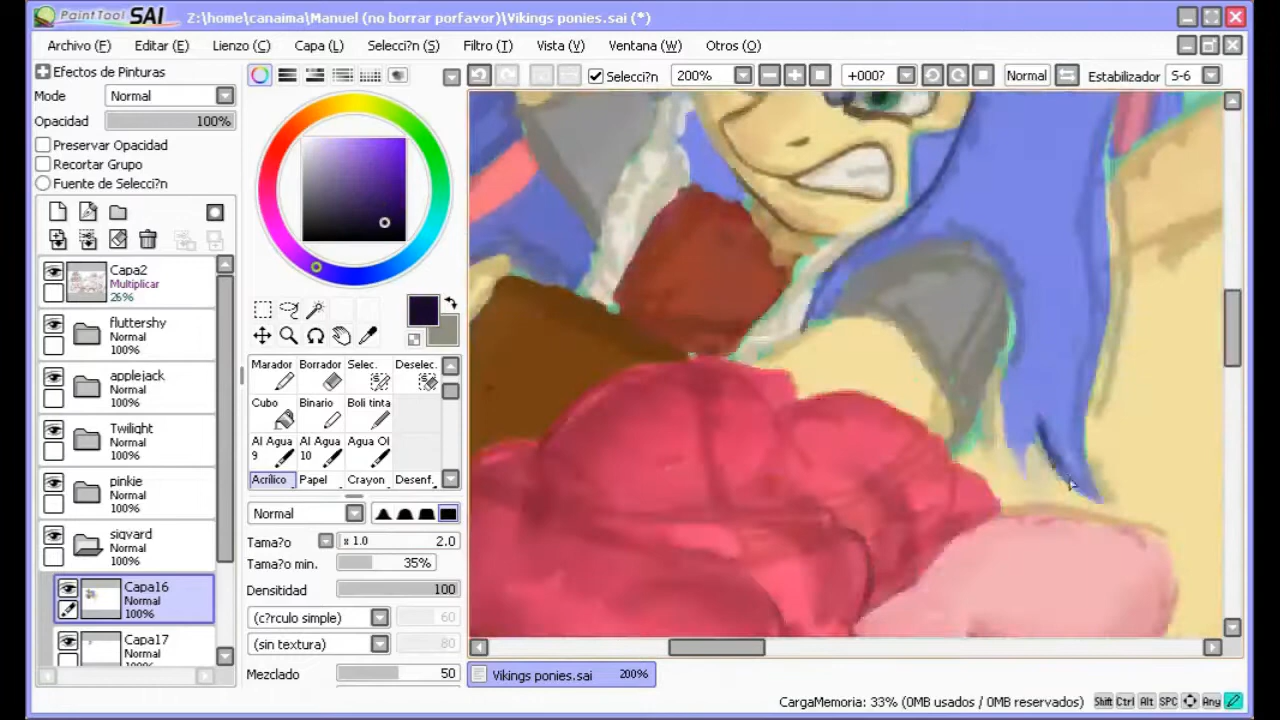 PaintTool SAI Z:\home\canaima\Manuel (no borrar porfavor)\Vikings ponies.sai (*)
Archivo (F) Editar (E) Lienzo (C) Capa (L) Selecci?n (S) Filtro (T) Vista (V) Ventana (W) Otros (O)
Efectos de Pinturas
Selecci?n 200% +000? Normal Estabilizador S-6
Mode Normal
Opacidad 100%
Preservar Opacidad
Recortar Grupo
Fuente de Selecci?n
Capa2
Multiplicar
26%
fluttershy
Normal
100%
applejack
Normal
100%
Twilight
Normal
100%
pinkie
Normal
100%
sigvard
Normal
100%
Capa16
Normal
100%
Capa17
Normal
100%
Marador Borrador Selec. Deselec.
Cubo Binario Boli tinta
Al Agua 9 Al Agua 10 Agua Ol
Acrílico Papel Crayon Desenf.
Normal
Tama?o x 1.0 2.0
Tama?o min. 35%
Densitidad 100
(c?rculo simple) 60
(sin textura) 80
Mezclado 50
Vikings ponies.sai 200%
CargaMemoria: 33% (0MB usados / 0MB reservados) Shift Ctrl Alt SPC Any